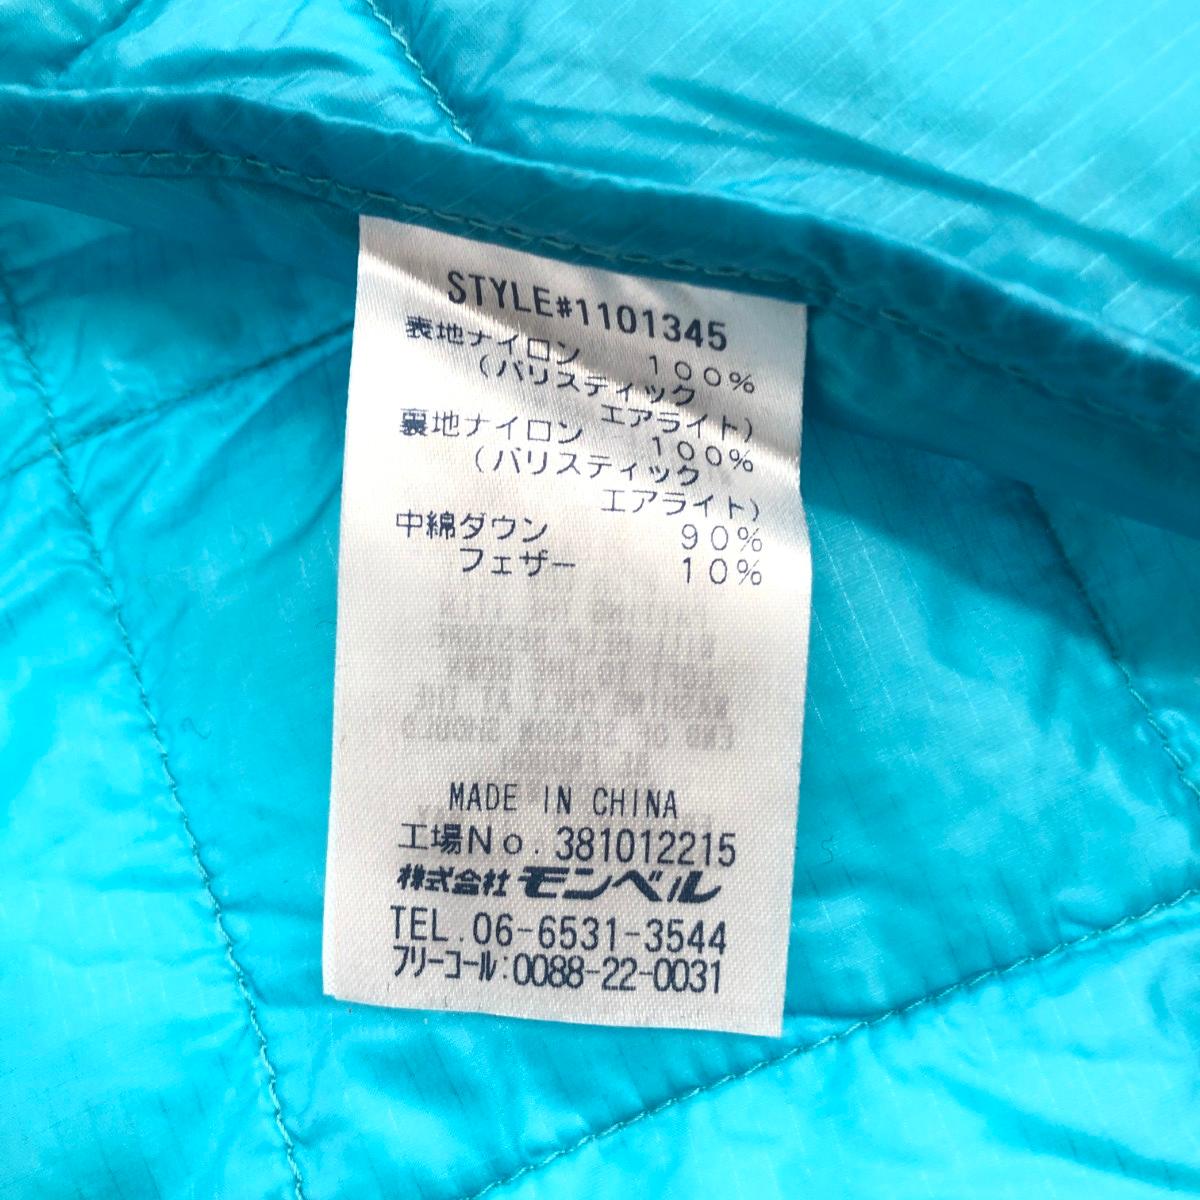 STYLE#1101345
表地ナイロン 100%
(バリスティック
エアライト)
裏地ナイロン 100%
(バリスティック
エアライト)
中綿ダウン 90%
フェザー 10%
MADE IN CHINA
工場No.381012215
株式会社モンベル
TEL.06-6531-3544
フリーコール:0088-22-0031